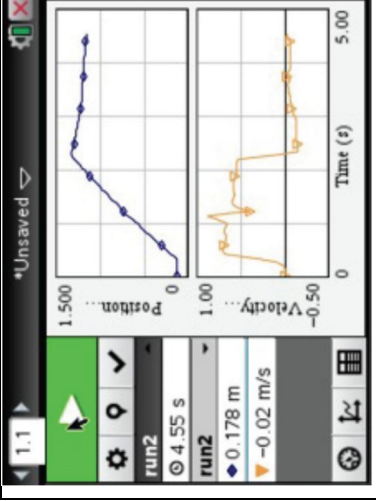 1.1
*Unsaved
run2
4.55 s
run2
0.178 m
-0.02 m/s
1.500
Position...
0
1.00
Velocity...
-0.50
0
Time (s)
5.00